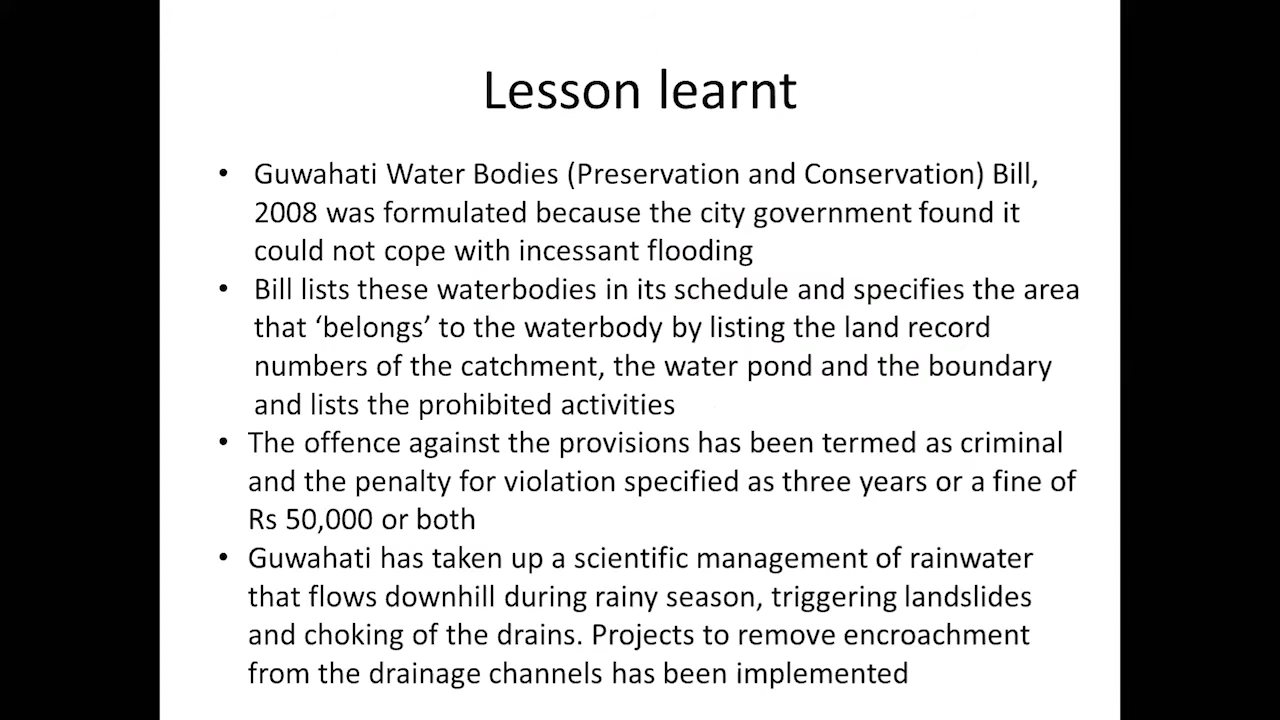 Lesson learnt
• Guwahati Water Bodies (Preservation and Conservation) Bill,
2008 was formulated because the city government found it
could not cope with incessant flooding
• Bill lists these waterbodies in its schedule and specifies the area
that ‘belongs’ to the waterbody by listing the land record
numbers of the catchment, the water pond and the boundary
and lists the prohibited activities
• The offence against the provisions has been termed as criminal
and the penalty for violation specified as three years or a fine of
Rs 50,000 or both
• Guwahati has taken up a scientific management of rainwater
that flows downhill during rainy season, triggering landslides
and choking of the drains. Projects to remove encroachment
from the drainage channels has been implemented